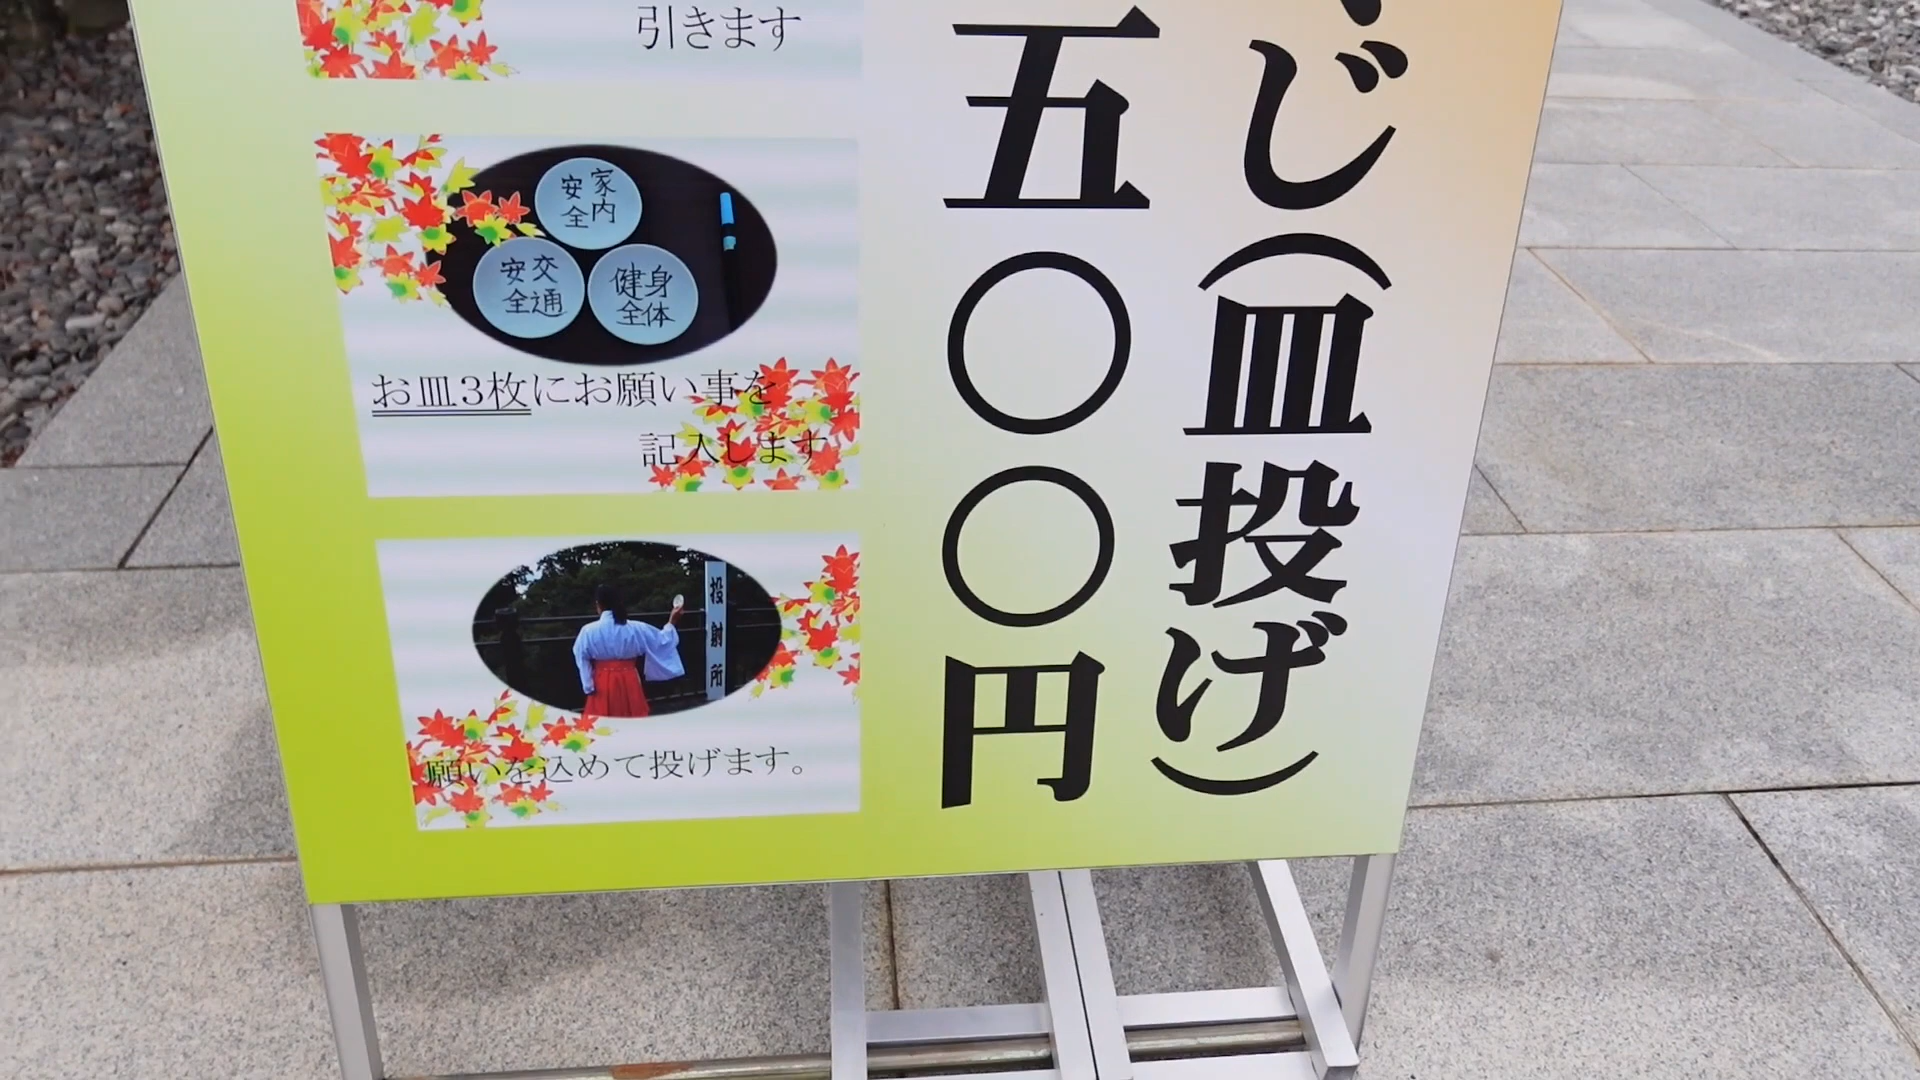 じ(皿投げ)
五〇〇円
引きます
家内
安全
交通
安全
身体
健全
お皿3枚にお願い事を
記入します
投射所
願いを込めて投げます。